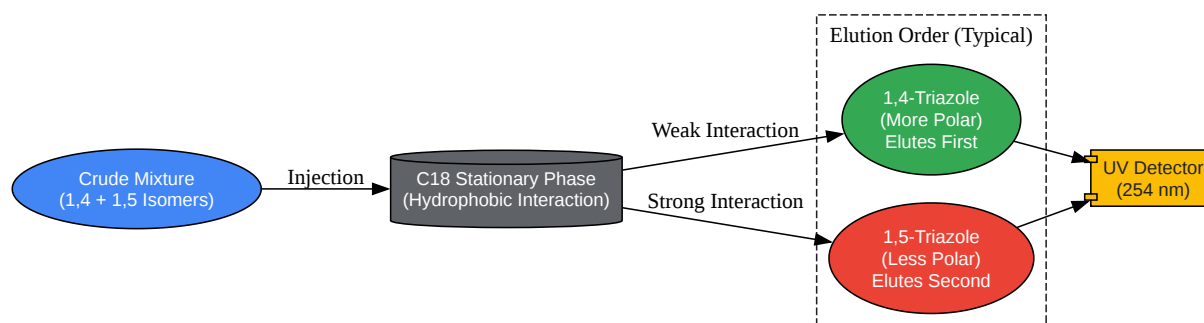 Crude Mixture
(1,4 + 1,5 Isomers)
Injection
C18 Stationary Phase
(Hydrophobic Interaction)
Weak Interaction
Strong Interaction
Elution Order (Typical)
1,4-Triazole
(More Polar)
Elutes First
1,5-Triazole
(Less Polar)
Elutes Second
UV Detector
(254 nm)